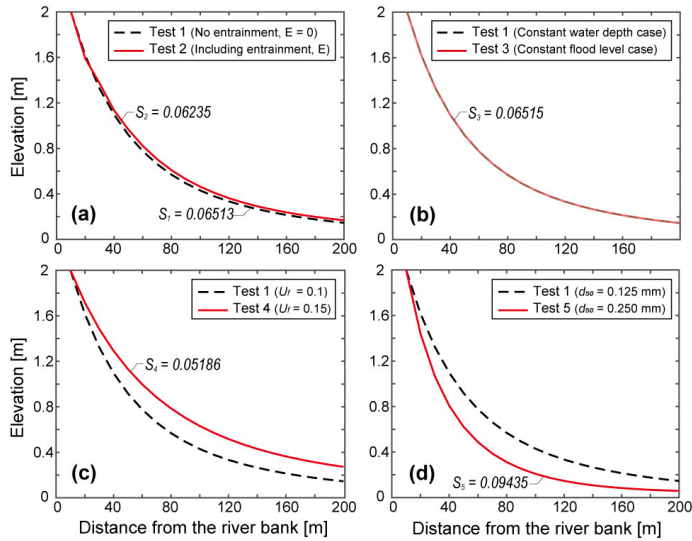 2
1.6
1.2
0.8
0.4
0
Elevation [m]
Test 1 (No entrainment, E = 0)
Test 2 (Including entrainment, E)
S2 = 0.06235
S1 = 0.06513
(a)
0 40 80 120 160 200
2
1.6
1.2
0.8
0.4
0
Test 1 (Constant water depth case)
Test 3 (Constant flood level case)
S3 = 0.06515
(b)
0 40 80 120 160 200
2
1.6
1.2
0.8
0.4
0
Elevation [m]
Test 1 (Uf = 0.1)
Test 4 (Uf = 0.15)
S4 = 0.05186
(c)
0 40 80 120 160 200
Distance from the river bank [m]
2
1.6
1.2
0.8
0.4
0
Test 1 (d50 = 0.125 mm)
Test 5 (d50 = 0.250 mm)
S5 = 0.09435
(d)
0 40 80 120 160 200
Distance from the river bank [m]